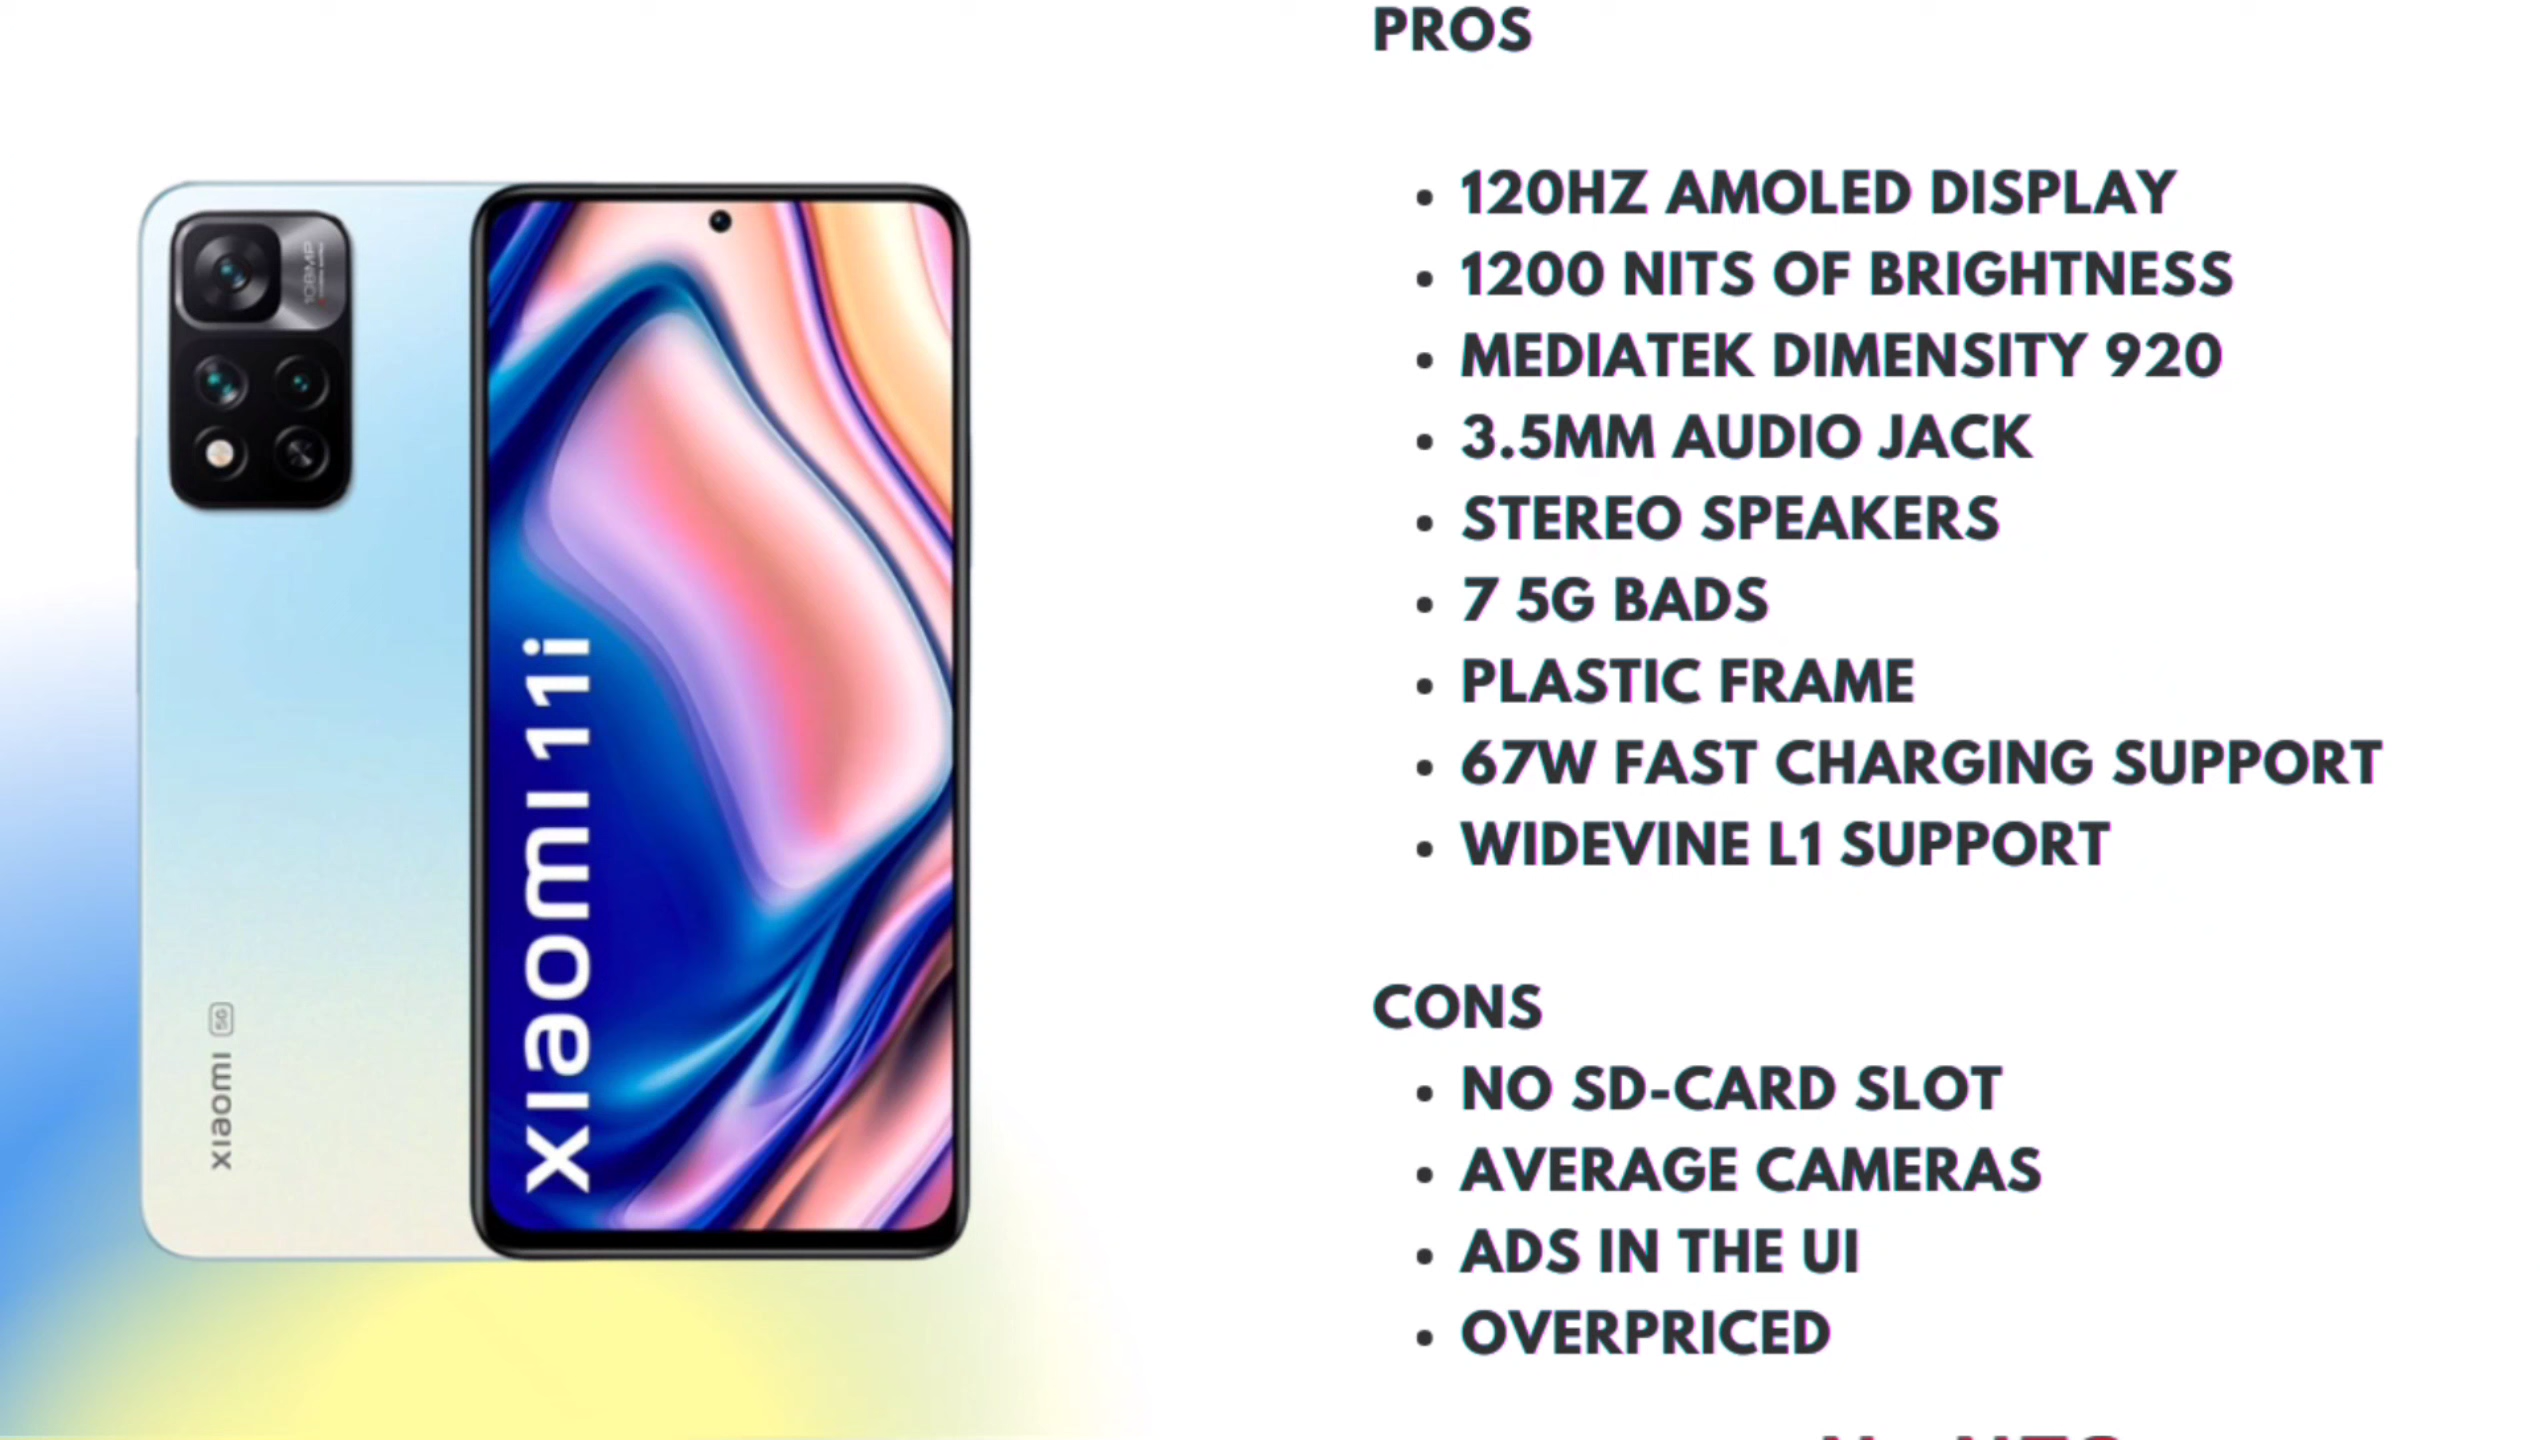 PROS
120HZ AMOLED DISPLAY
1200 NITS OF BRIGHTNESS
MEDIATEK DIMENSITY 920
3.5MM AUDIO JACK
STEREO SPEAKERS
7 5G BADS
PLASTIC FRAME
67W FAST CHARGING SUPPORT
WIDEVINE L1 SUPPORT
CONS
NO SD-CARD SLOT
AVERAGE CAMERAS
ADS IN THE UI
OVERPRICED
108MP
xiaomi 5G
xiaomi 11i